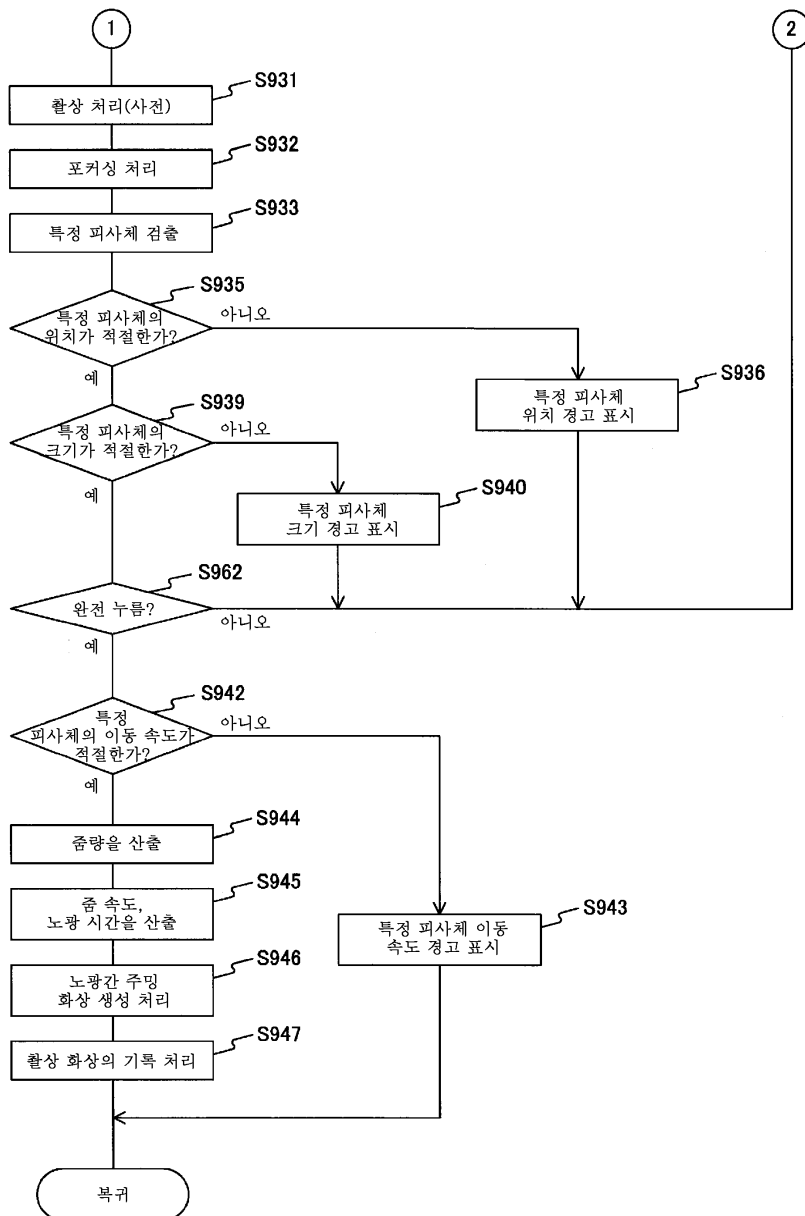 1
2
S931
촬상 처리(사전)
S932
포커싱 처리
S933
특정 피사체 검출
S935
특정 피사체의
위치가 적절한가?
아니오
예
S936
특정 피사체
위치 경고 표시
S939
특정 피사체의
크기가 적절한가?
아니오
예
S940
특정 피사체
크기 경고 표시
S962
완전 누름?
아니오
예
S942
특정
피사체의 이동 속도가
적절한가?
아니오
예
S944
줌량을 산출
S945
줌 속도,
노광 시간을 산출
S943
특정 피사체 이동
속도 경고 표시
S946
노광간 주밍
화상 생성 처리
S947
촬상 화상의 기록 처리
복귀